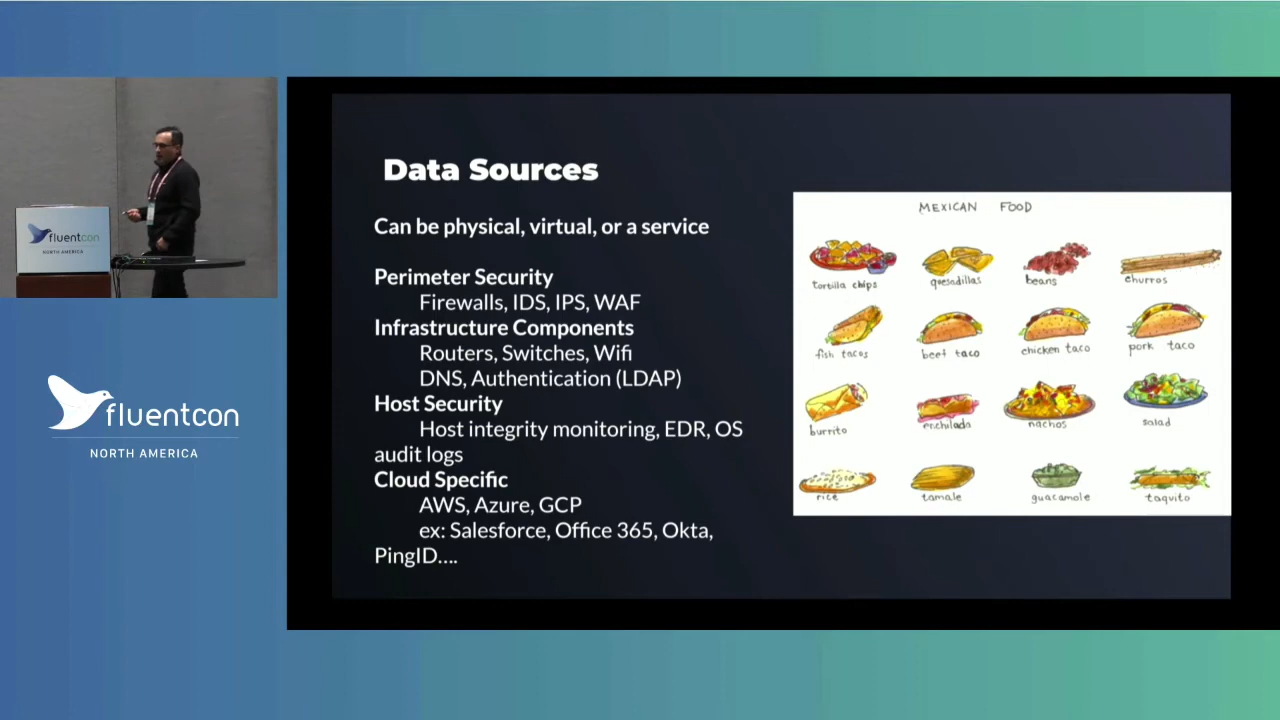 fluentcon
NORTH AMERICA
fluentcon
NORTH AMERICA
Data Sources
Can be physical, virtual, or a service
Perimeter Security
Firewalls, IDS, IPS, WAF
Infrastructure Components
Routers, Switches, Wifi
DNS, Authentication (LDAP)
Host Security
Host integrity monitoring, EDR, OS
audit logs
Cloud Specific
AWS, Azure, GCP
ex: Salesforce, Office 365, Okta,
PingID....
MEXICAN FOOD
tortilla chips quesadillas beans churros
fish tacos beef taco chicken taco pork taco
burrito enchilada nachos salad
rice tamale guacamole taquito